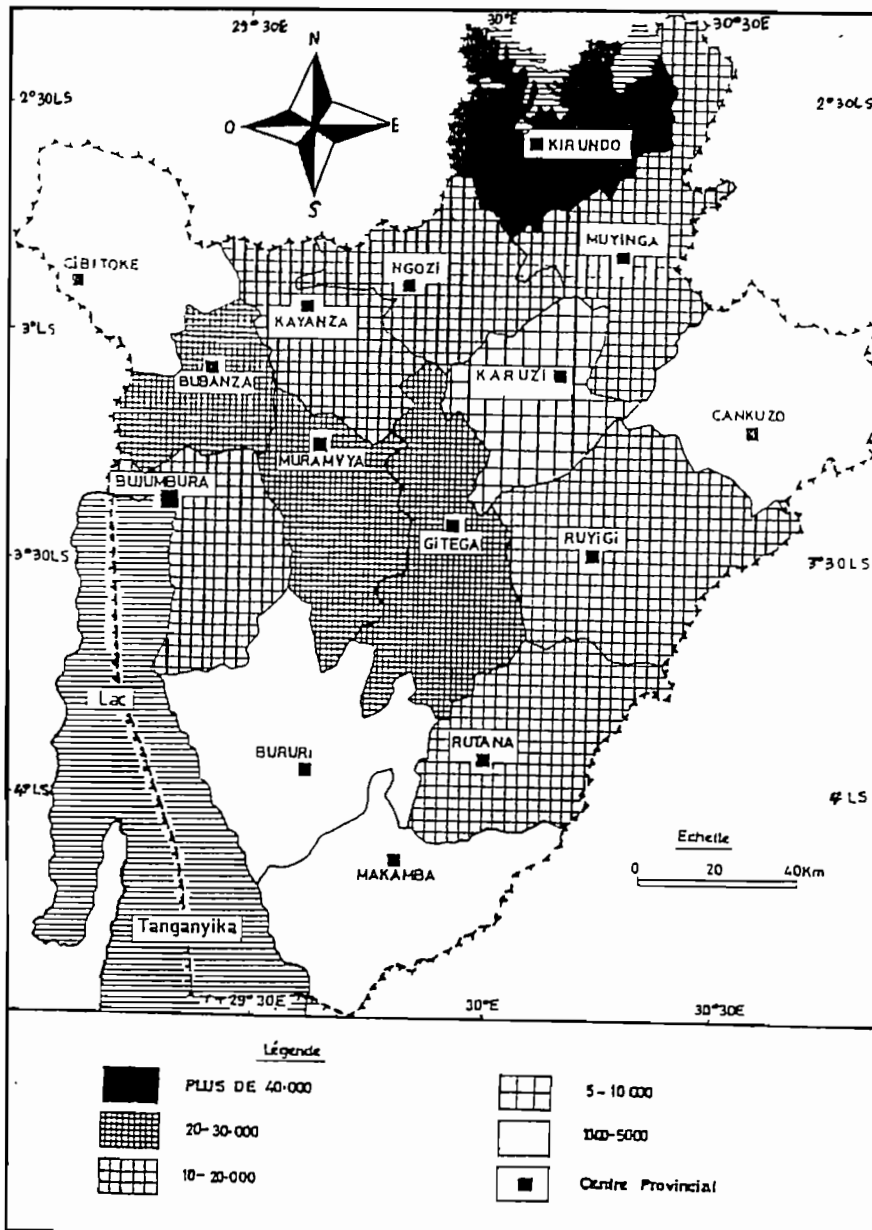 29°30E
30°E
30°30E
N
O
E
S
2°30LS
2°30LS
KIRUNDO
MUYINGA
CIBITOKE
NGOZI
KAYANZA
3°LS
BUBANZA
KARUZI
CANKUZO
MURAMVYA
BUJUMBURA
GITEGA
RUYIGI
3°30LS
3°30LS
Lac
RUTANA
BURURI
4°LS
4°LS
Echelle
0 20 40Km
MAKAMBA
Tanganyika
29°30E
30°E
30°30E
Légende
PLUS DE 40.000
5-10 000
20-30-000
10-20-000
Centre Provincial